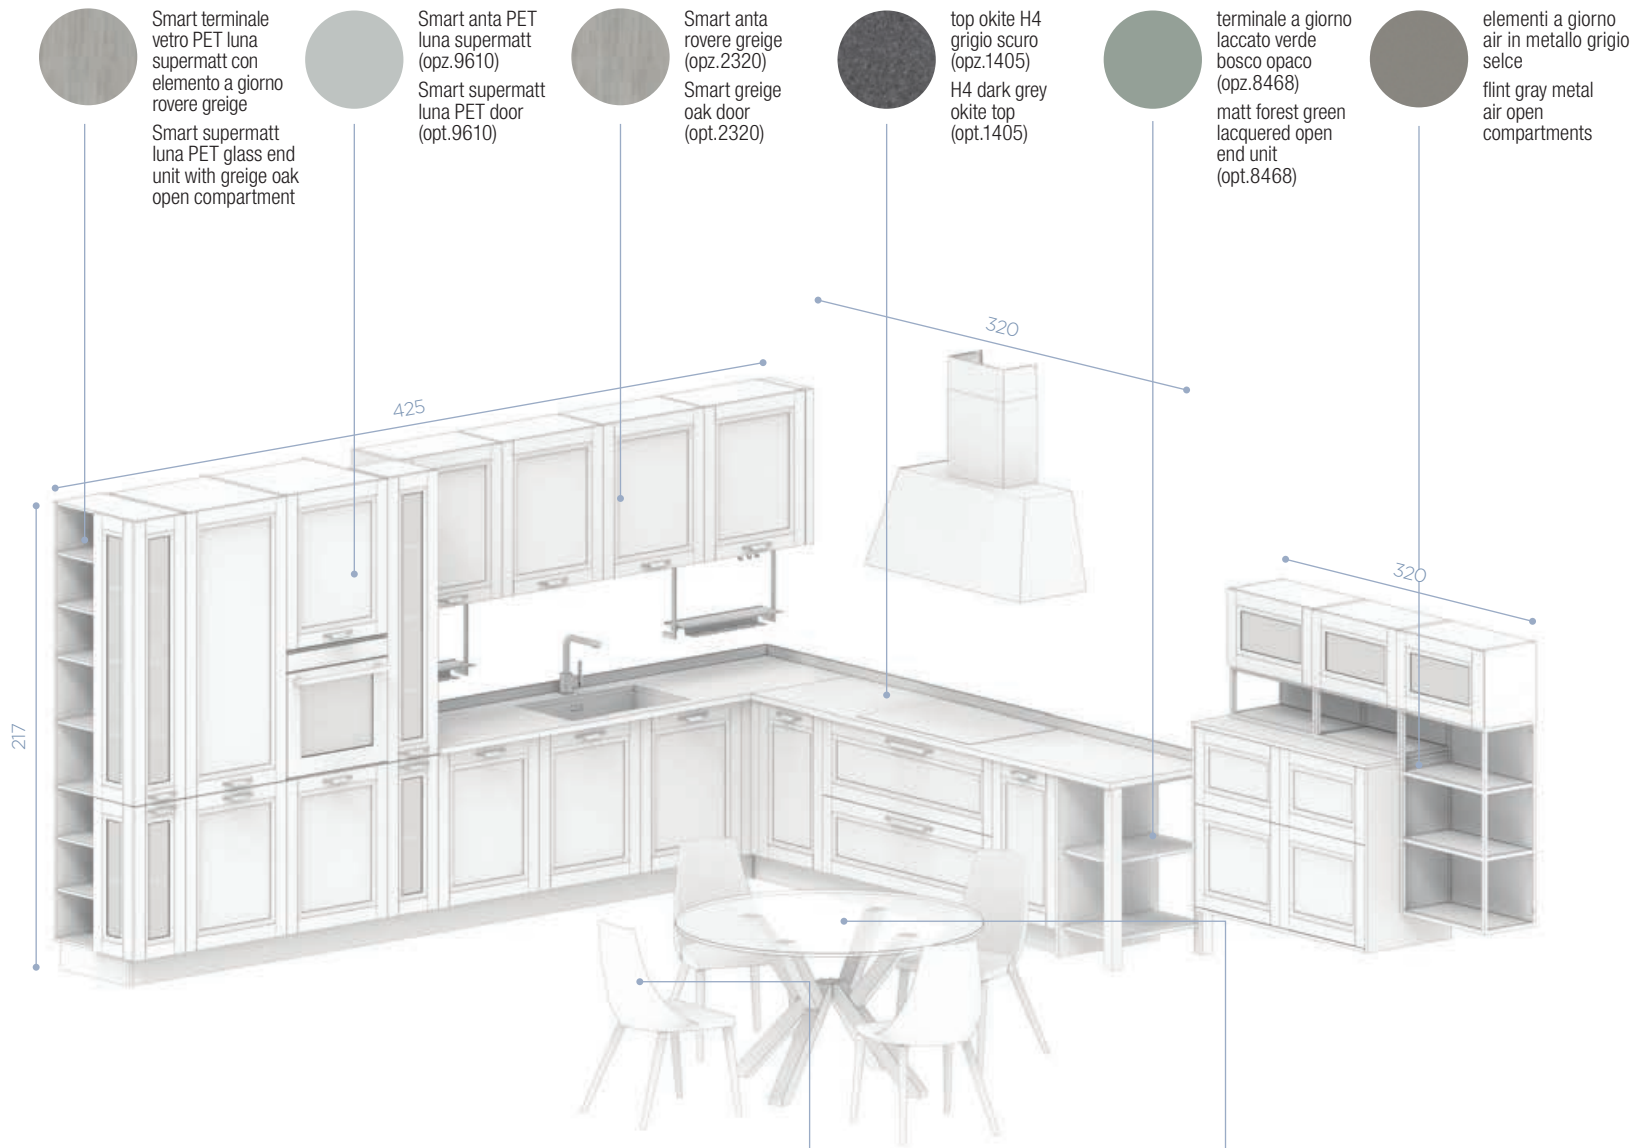 Smart terminale
vetro PET luna
supermatt con
elemento a giorno
rovere greige
Smart supermatt
luna PET glass end
unit with greige oak
open compartment
Smart anta PET
luna supermatt
(opz.9610)
Smart supermatt
luna PET door
(opt.9610)
Smart anta
rovere greige
(opz.2320)
Smart greige
oak door
(opt.2320)
top okite H4
grigio scuro
(opz.1405)
H4 dark grey
okite top
(opt.1405)
terminale a giorno
laccato verde
bosco opaco
(opz.8468)
matt forest green
lacquered open
end unit
(opt.8468)
elementi a giorno
air in metallo grigio
selce
flint gray metal
air open
compartments
320
425
320
217